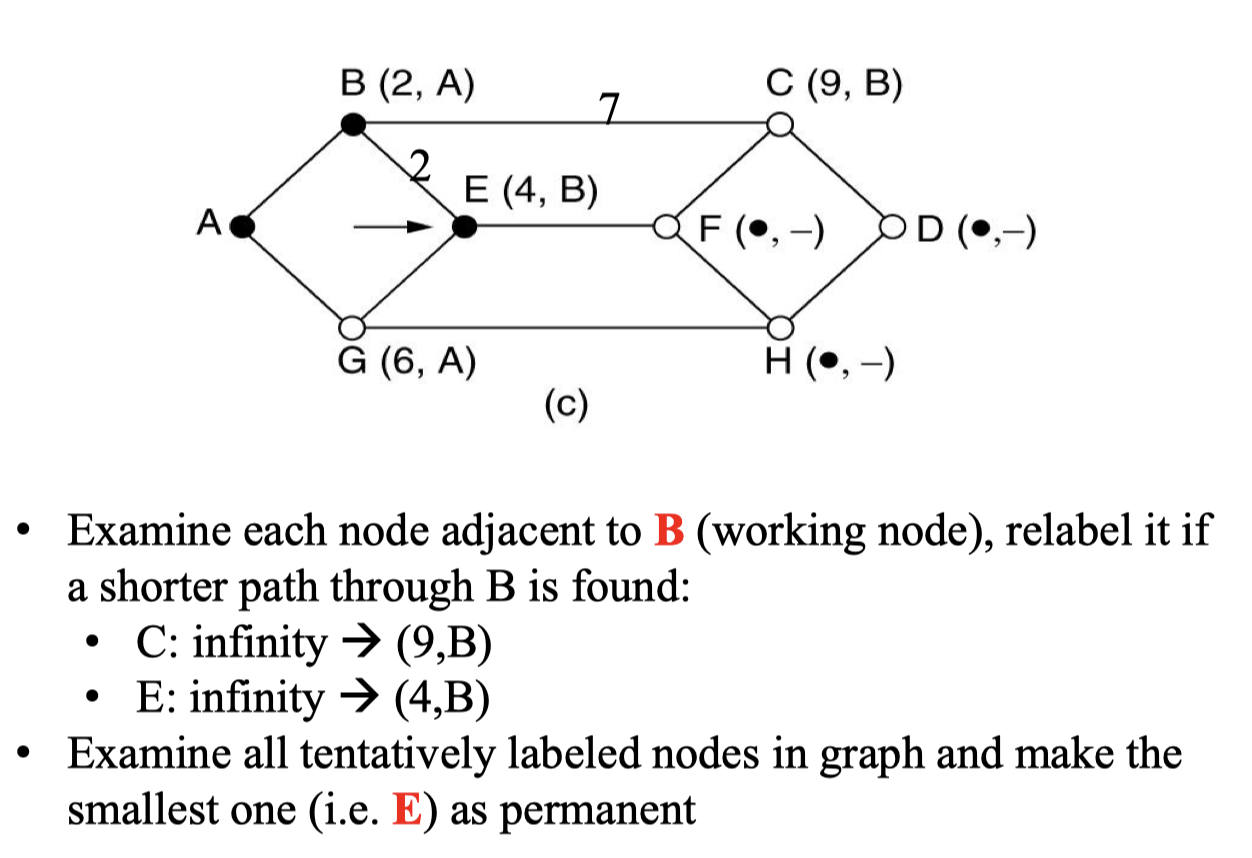 B (2, A)
C (9, B)
7
2
E (4, B)
A
F (●, –)
D (●,–)
G (6, A)
H (●, –)
(c)
• Examine each node adjacent to B (working node), relabel it if
a shorter path through B is found:
• C: infinity → (9,B)
• E: infinity → (4,B)
• Examine all tentatively labeled nodes in graph and make the
smallest one (i.e. E) as permanent